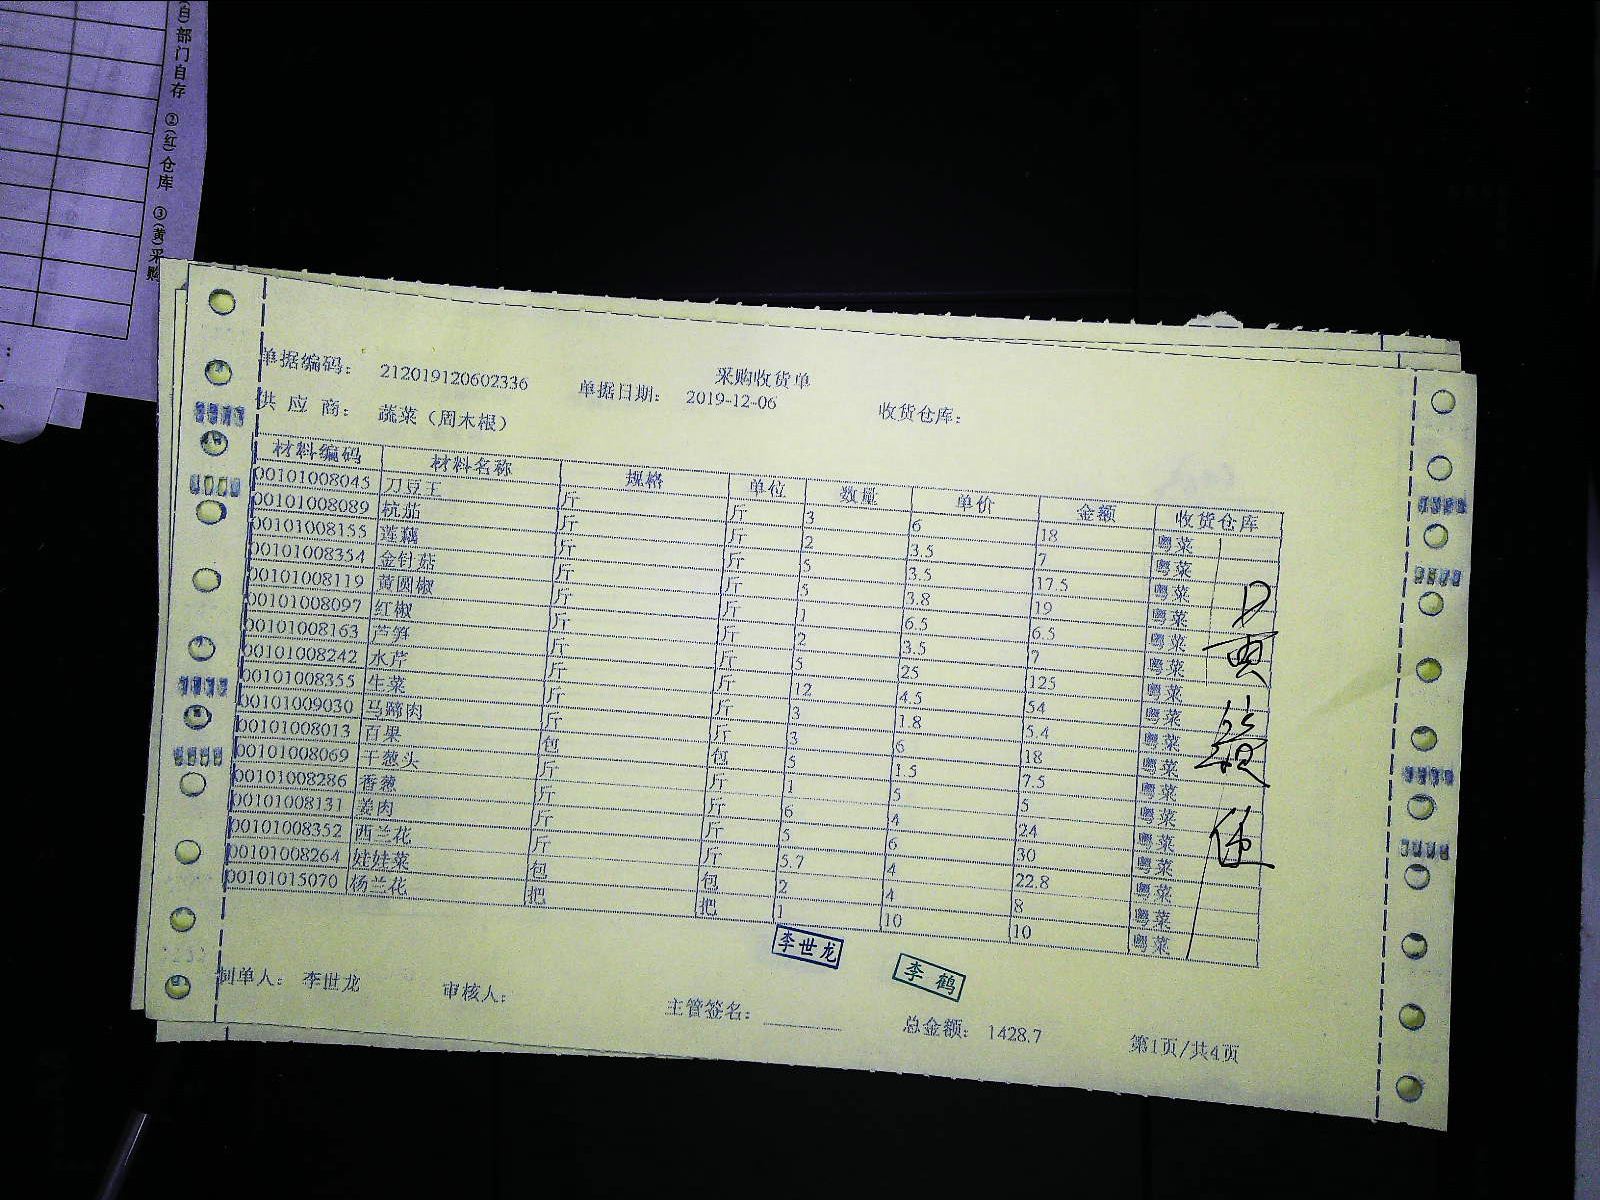 (白)部门自存 ②(红)仓库 ③(黄)采购
采购收货单
单据编码: 212019120602336 单据日期: 2019-12-06 收货仓库:
供应商: 蔬菜（周木根）
材料编码 材料名称 规格 单位 数量 单价 金额 收货仓库
00101008045 刀豆王 斤 斤 3 6 18 粤菜
00101008089 杭茄 斤 斤 2 3.5 7 粤菜
00101008155 莲藕 斤 斤 5 3.5 17.5 粤菜
00101008354 金针菇 斤 斤 5 3.8 19 粤菜
00101008119 黄圆椒 斤 斤 1 6.5 6.5 粤菜
00101008097 红椒 斤 斤 2 3.5 7 粤菜
00101008163 芦笋 斤 斤 5 25 125 粤菜
00101008242 水芹 斤 斤 12 4.5 54 粤菜
00101008355 生菜 斤 斤 3 1.8 5.4 粤菜
00101009030 马蹄肉 斤 斤 3 6 18 粤菜
00101008013 百果 包 包 5 1.5 7.5 粤菜
00101008069 干葱头 斤 斤 1 5 5 粤菜
00101008286 香葱 斤 斤 6 4 24 粤菜
00101008131 姜肉 斤 斤 5 6 30 粤菜
00101008352 西兰花 斤 斤 5.7 4 22.8 粤菜
00101008264 娃娃菜 包 包 2 4 8 粤菜
00101015070 杨兰花 把 把 1 10 10 粤菜
李世龙
李鹤
制单人: 李世龙 审核人: 主管签名: 总金额: 1428.7 第1页/共4页